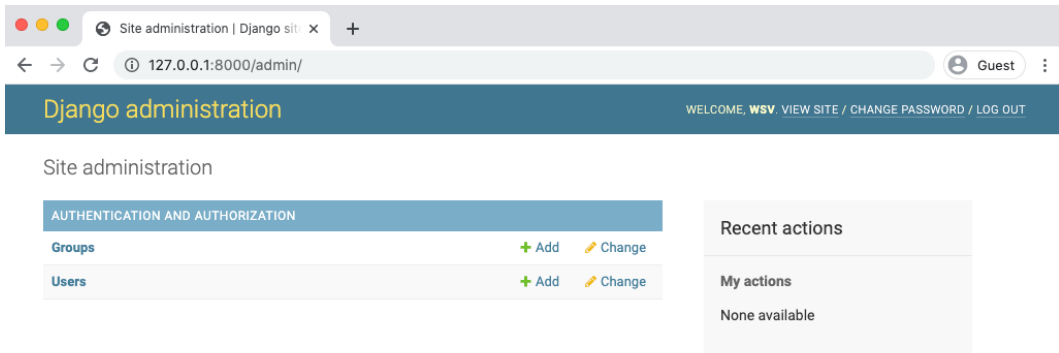 Site administration | Django sit
127.0.0.1:8000/admin/
Guest
Django administration
WELCOME, WSV. VIEW SITE / CHANGE PASSWORD / LOG OUT
Site administration
AUTHENTICATION AND AUTHORIZATION
Groups + Add Change
Users + Add Change
Recent actions
My actions
None available